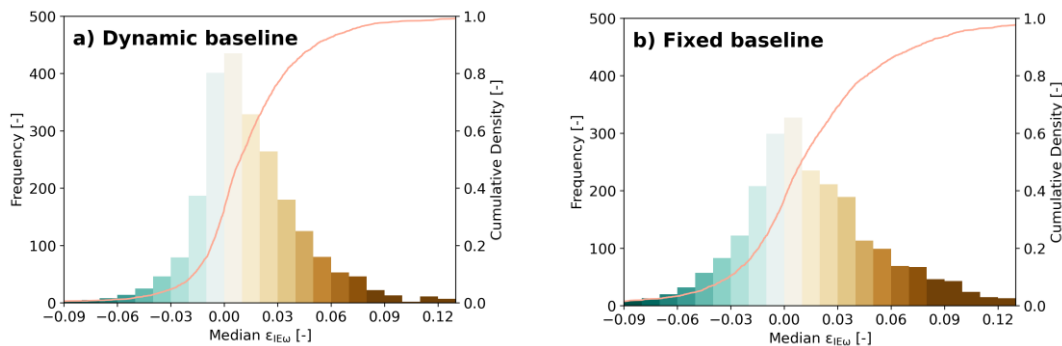 a) Dynamic baseline
500
400
300
200
100
0
Frequency [-]
1.0
0.8
0.6
0.4
0.2
0.0
Cumulative Density [-]
−0.09 −0.06 −0.03 0.00 0.03 0.06 0.09 0.12
Median ε_IEω [-]
b) Fixed baseline
500
400
300
200
100
0
Frequency [-]
1.0
0.8
0.6
0.4
0.2
0.0
Cumulative Density [-]
−0.09 −0.06 −0.03 0.00 0.03 0.06 0.09 0.12
Median ε_IEω [-]